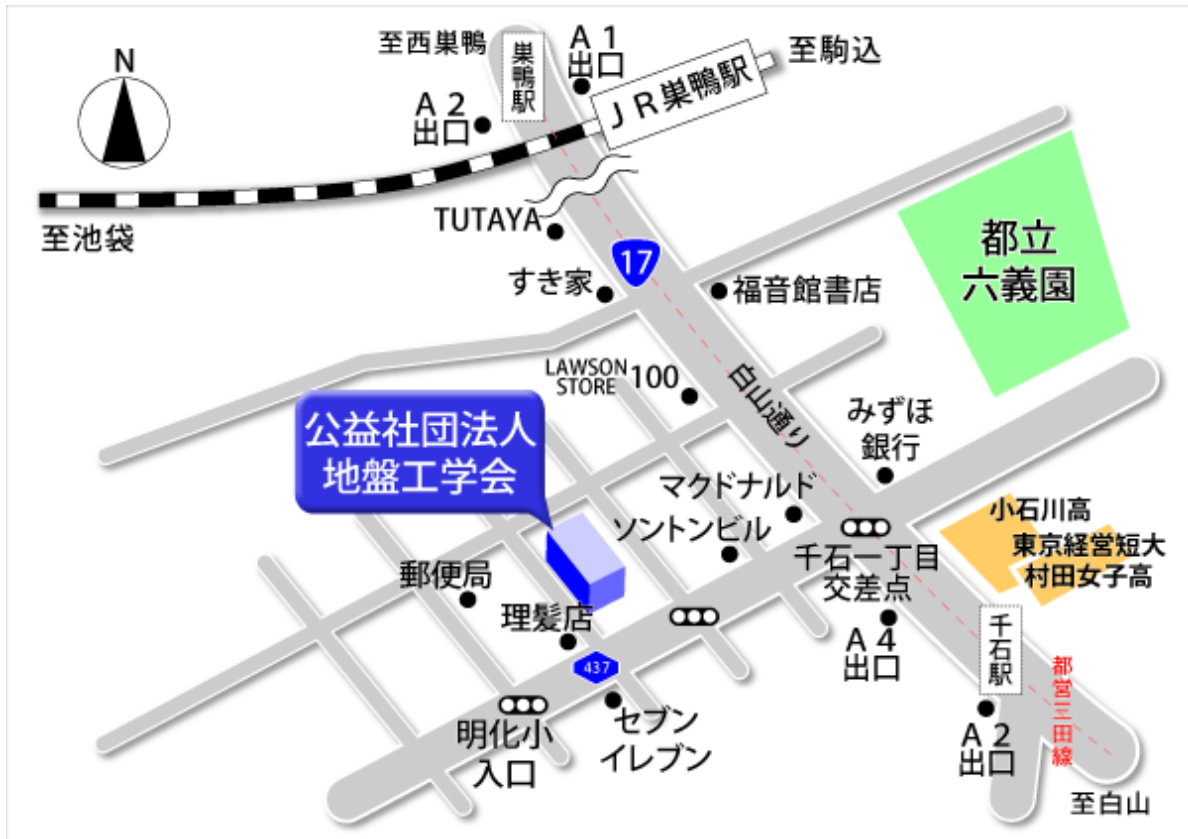 至西巣鴨
巣鴨駅
A1
出口
JR巣鴨駅
至駒込
N
A2
出口
至池袋
TUTAYA
17
すき家
福音館書店
都立
六義園
LAWSON
STORE 100
白山通り
みずほ
銀行
公益社団法人
地盤工学会
マクドナルド
ソントンビル
千石一丁目
交差点
小石川高
東京経営短大
村田女子高
郵便局
理髪店
A4
出口
千石駅
都営三田線
437
セブン
イレブン
明化小
入口
A2
出口
至白山